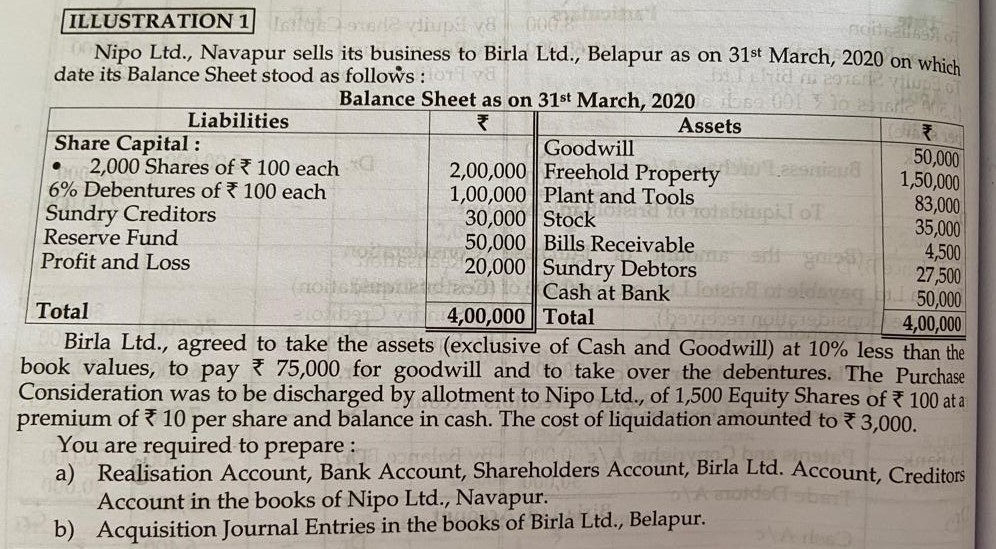 ILLUSTRATION 1
Nipo Ltd., Navapur sells its business to Birla Ltd., Belapur as on 31st March, 2020 on which
date its Balance Sheet stood as follows :
Balance Sheet as on 31st March, 2020
Liabilities ₹ Assets ₹
Share Capital : Goodwill 50,000
• 2,000 Shares of ₹ 100 each 2,00,000 Freehold Property 1,50,000
6% Debentures of ₹ 100 each 1,00,000 Plant and Tools 83,000
Sundry Creditors 30,000 Stock 35,000
Reserve Fund 50,000 Bills Receivable 4,500
Profit and Loss 20,000 Sundry Debtors 27,500
Cash at Bank 50,000
Total 4,00,000 Total 4,00,000
Birla Ltd., agreed to take the assets (exclusive of Cash and Goodwill) at 10% less than the
book values, to pay ₹ 75,000 for goodwill and to take over the debentures. The Purchase
Consideration was to be discharged by allotment to Nipo Ltd., of 1,500 Equity Shares of ₹ 100 at a
premium of ₹ 10 per share and balance in cash. The cost of liquidation amounted to ₹ 3,000.
You are required to prepare :
a) Realisation Account, Bank Account, Shareholders Account, Birla Ltd. Account, Creditors
Account in the books of Nipo Ltd., Navapur.
b) Acquisition Journal Entries in the books of Birla Ltd., Belapur.